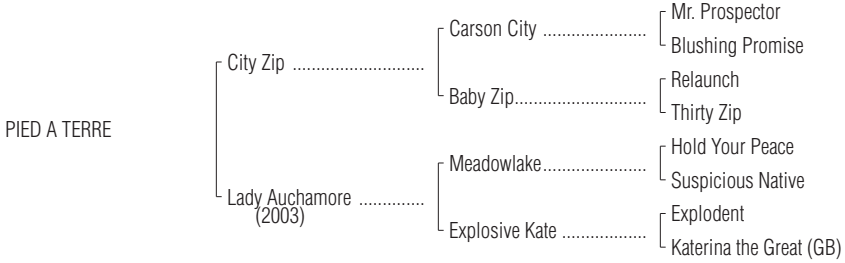 Mr. Prospector
Carson City ......................
Blushing Promise
City Zip ............................
Relaunch
Baby Zip............................
Thirty Zip
PIED A TERRE
Hold Your Peace
Meadowlake......................
Suspicious Native
Lady Auchamore ..............
(2003)
Explodent
Explosive Kate ..................
Katerina the Great (GB)